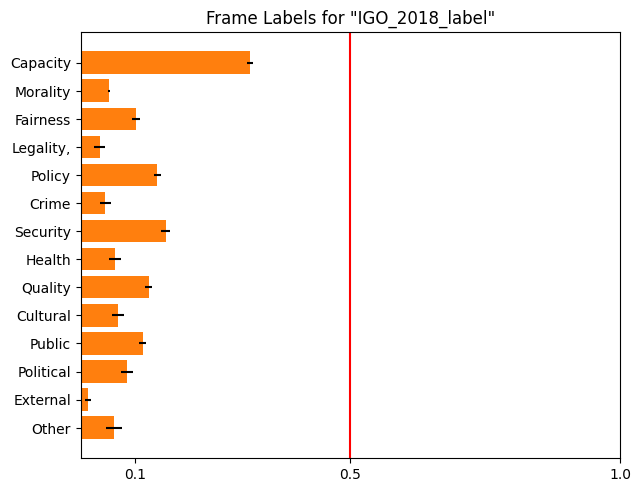 Frame Labels for "IGO_2018_label"
Capacity
Morality
Fairness
Legality,
Policy
Crime
Security
Health
Quality
Cultural
Public
Political
External
Other
0.1
0.5
1.0